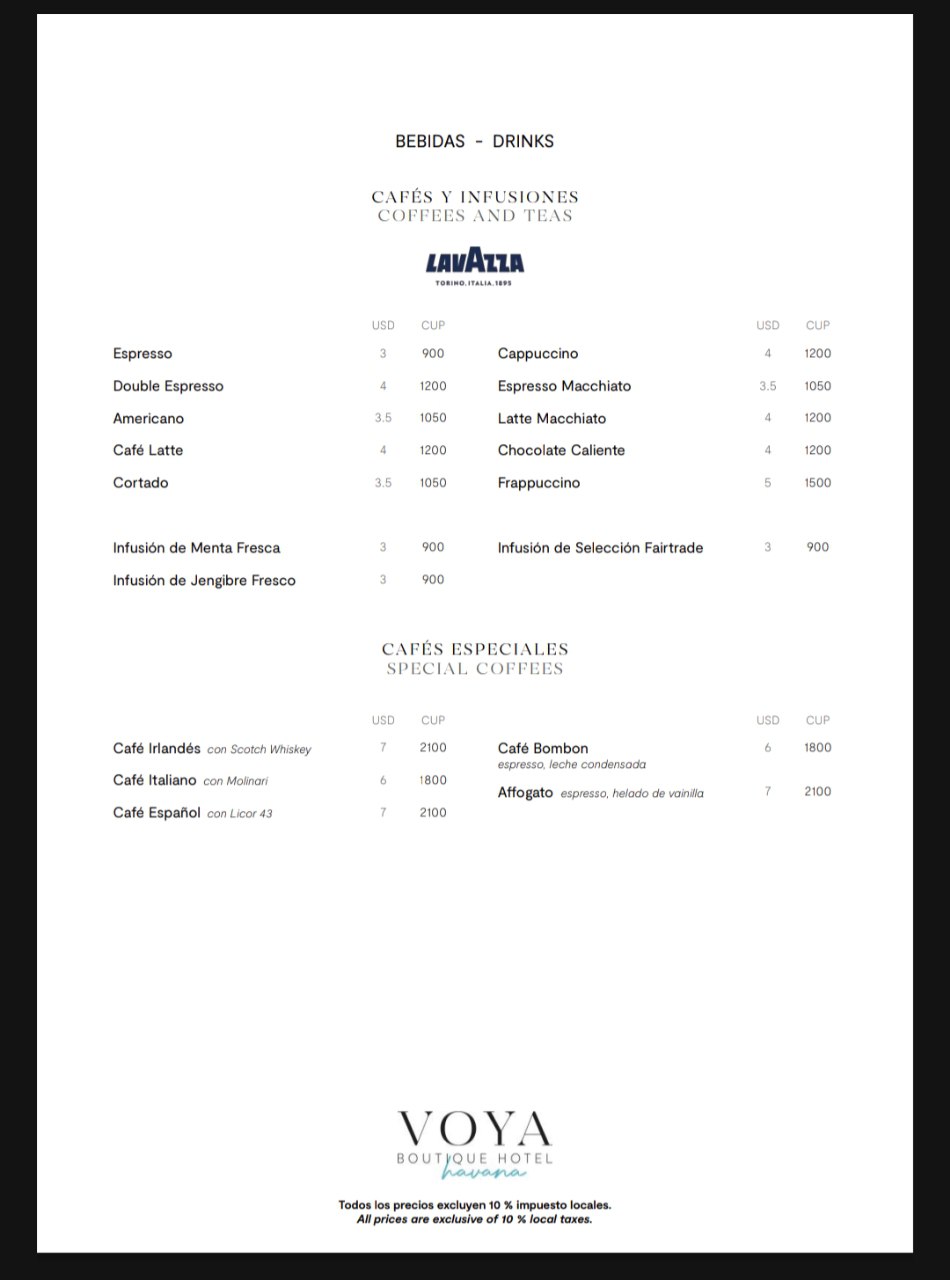 BEBIDAS - DRINKS
CAFÉS Y INFUSIONES
COFFEES AND TEAS
LAVAZZA
TORINO, ITALIA, 1895
USD CUP USD CUP
Espresso 3 900 Cappuccino 4 1200
Double Espresso 4 1200 Espresso Macchiato 3.5 1050
Americano 3.5 1050 Latte Macchiato 4 1200
Café Latte 4 1200 Chocolate Caliente 4 1200
Cortado 3.5 1050 Frappuccino 5 1500
Infusión de Menta Fresca 3 900 Infusión de Selección Fairtrade 3 900
Infusión de Jengibre Fresco 3 900
CAFÉS ESPECIALES
SPECIAL COFFEES
USD CUP USD CUP
Café Irlandés con Scotch Whiskey 7 2100 Café Bombon 6 1800
espresso, leche condensada
Café Italiano con Molinari 6 1800
Affogato espresso, helado de vainilla 7 2100
Café Español con Licor 43 7 2100
VOYA
BOUTIQUE HOTEL
havana
Todos los precios excluyen 10 % impuesto locales.
All prices are exclusive of 10 % local taxes.